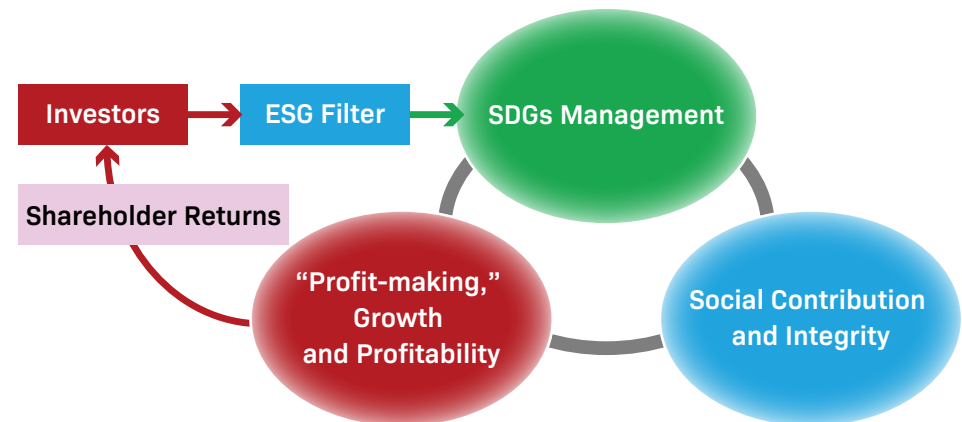 Investors
ESG Filter
SDGs Management
Shareholder Returns
“Profit-making,”
Growth
and Profitability
Social Contribution
and Integrity